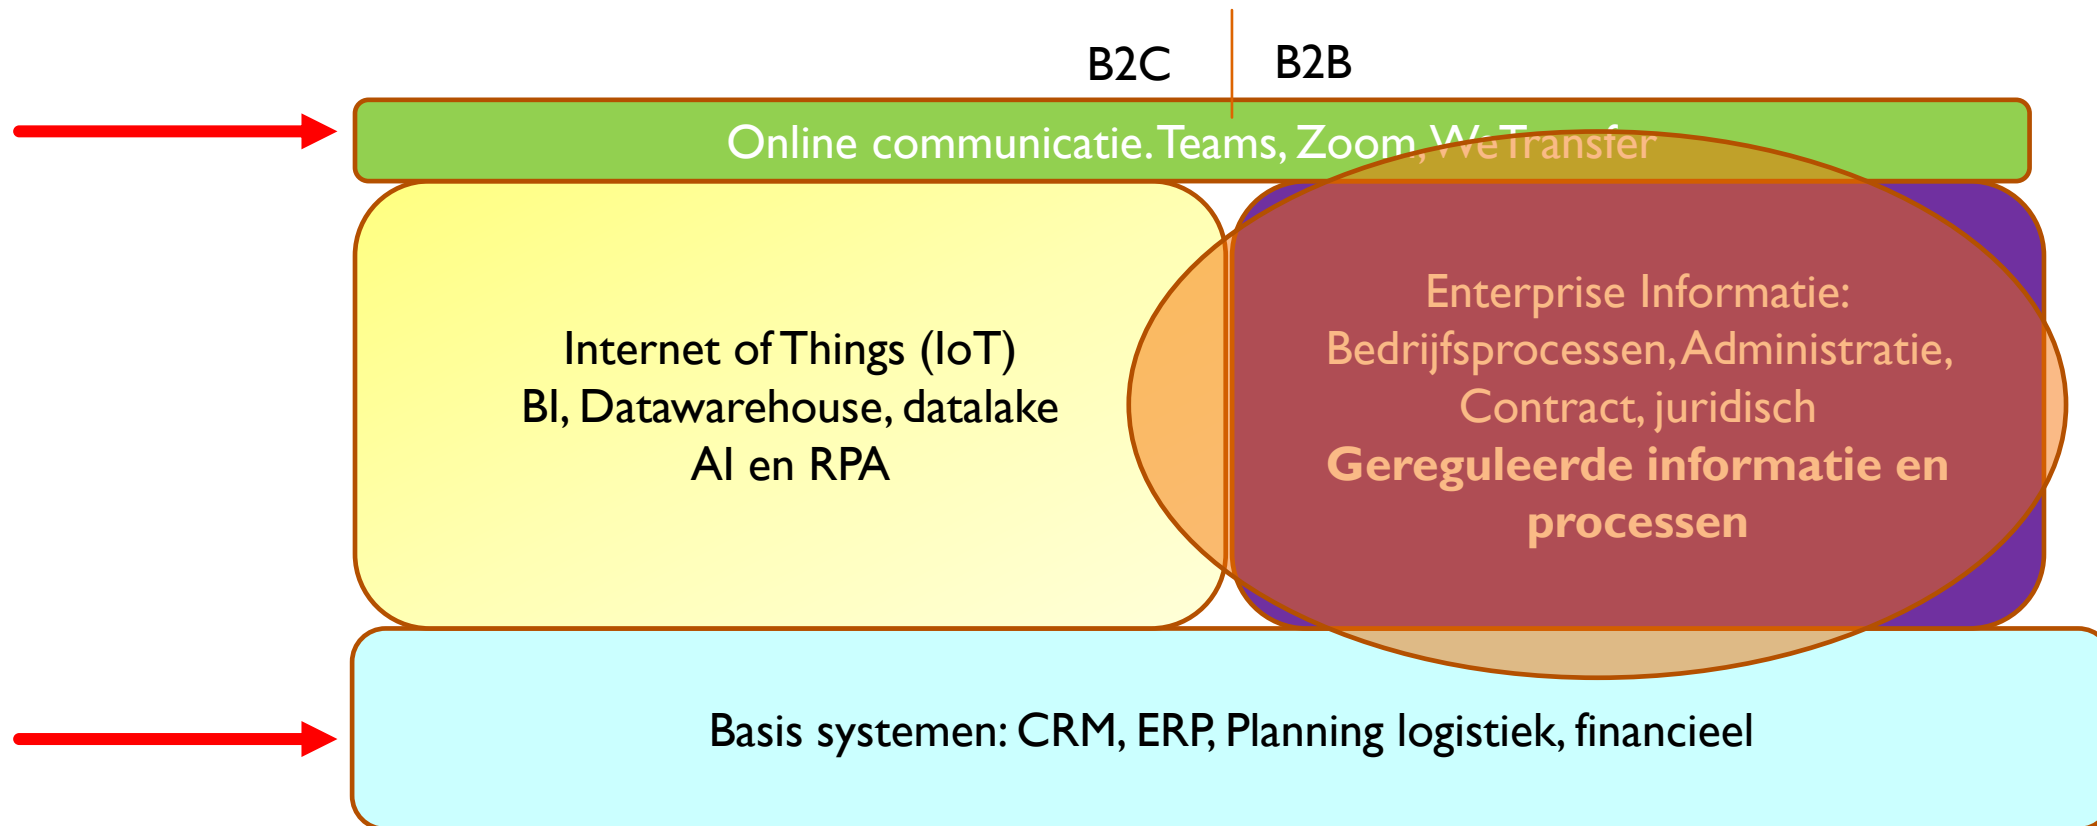 B2C
B2B
Online communicatie. Teams, Zoom, WeTransfer
Internet of Things (IoT)
BI, Datawarehouse, datalake
AI en RPA
Enterprise Informatie:
Bedrijfsprocessen, Administratie,
Contract, juridisch
Gereguleerde informatie en
processen
Basis systemen: CRM, ERP, Planning logistiek, financieel